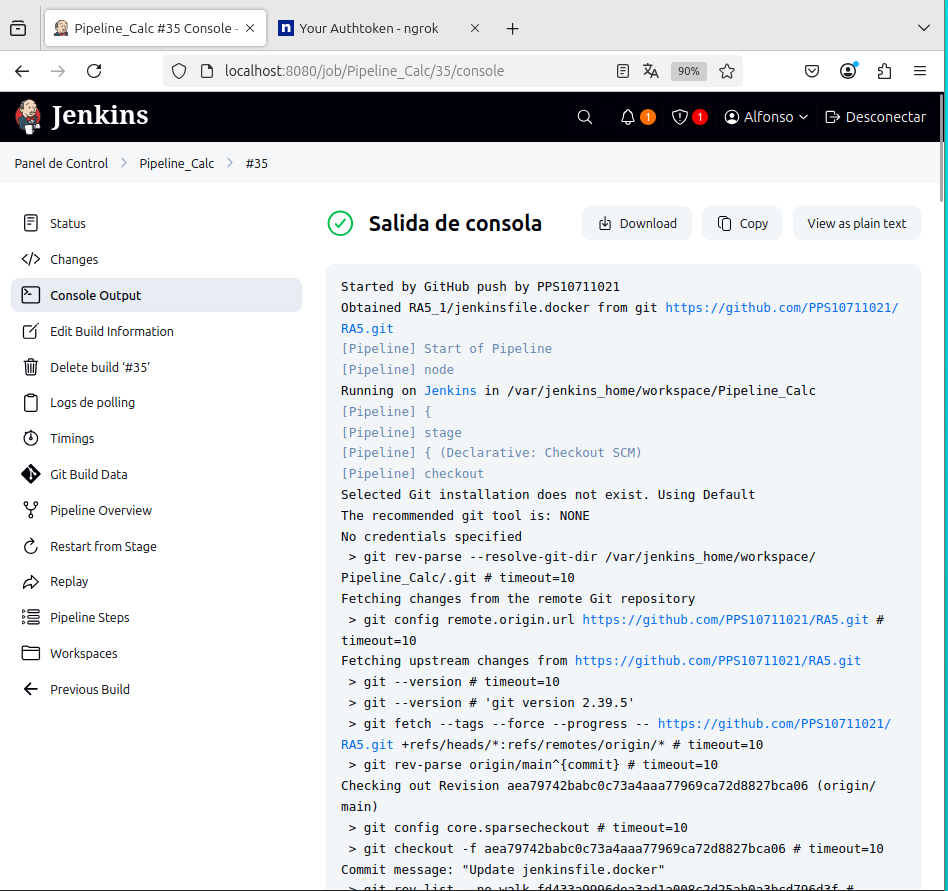 Pipeline_Calc #35 Console -
Your Authtoken - ngrok
localhost:8080/job/Pipeline_Calc/35/console
90%
Jenkins
1
1
Alfonso
Desconectar
Panel de Control
Pipeline_Calc
#35
Status
Changes
Console Output
Edit Build Information
Delete build ‘#35’
Logs de polling
Timings
Git Build Data
Pipeline Overview
Restart from Stage
Replay
Pipeline Steps
Workspaces
Previous Build
Salida de consola
Download
Copy
View as plain text
Started by GitHub push by PPS10711021
Obtained RA5_1/jenkinsfile.docker from git https://github.com/PPS10711021/
RA5.git
[Pipeline] Start of Pipeline
[Pipeline] node
Running on Jenkins in /var/jenkins_home/workspace/Pipeline_Calc
[Pipeline] {
[Pipeline] stage
[Pipeline] { (Declarative: Checkout SCM)
[Pipeline] checkout
Selected Git installation does not exist. Using Default
The recommended git tool is: NONE
No credentials specified
> git rev-parse --resolve-git-dir /var/jenkins_home/workspace/
Pipeline_Calc/.git # timeout=10
Fetching changes from the remote Git repository
> git config remote.origin.url https://github.com/PPS10711021/RA5.git #
timeout=10
Fetching upstream changes from https://github.com/PPS10711021/RA5.git
> git --version # timeout=10
> git --version # 'git version 2.39.5'
> git fetch --tags --force --progress -- https://github.com/PPS10711021/
RA5.git +refs/heads/*:refs/remotes/origin/* # timeout=10
> git rev-parse origin/main^{commit} # timeout=10
Checking out Revision aea79742babc0c73a4aaa77969ca72d8827bca06 (origin/
main)
> git config core.sparsecheckout # timeout=10
> git checkout -f aea79742babc0c73a4aaa77969ca72d8827bca06 # timeout=10
Commit message: "Update jenkinsfile.docker"
> git rev-list --no-walk #